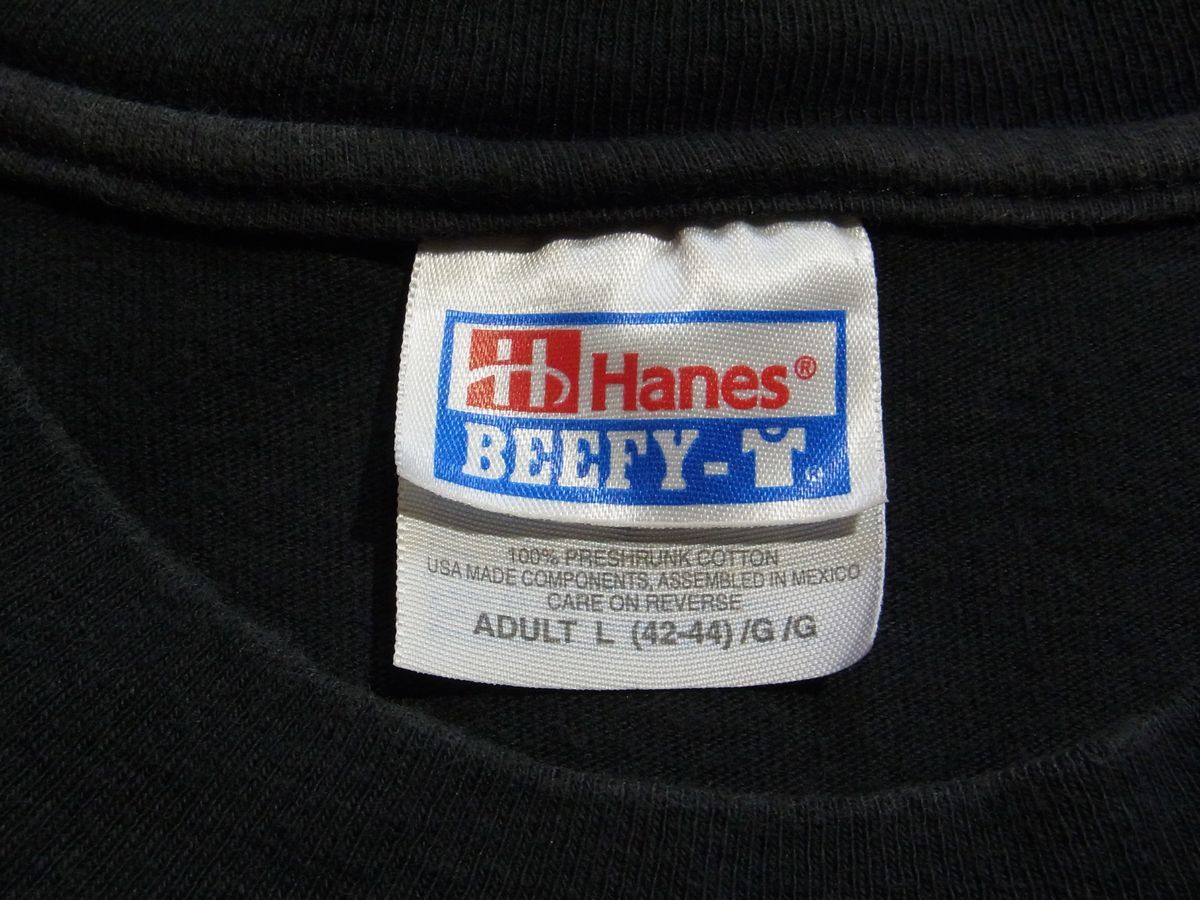 Hanes®
BEEFY-T
100% PRESHRUNK COTTON
USA MADE COMPONENTS, ASSEMBLED IN MEXICO
CARE ON REVERSE
ADULT L (42-44) /G /G